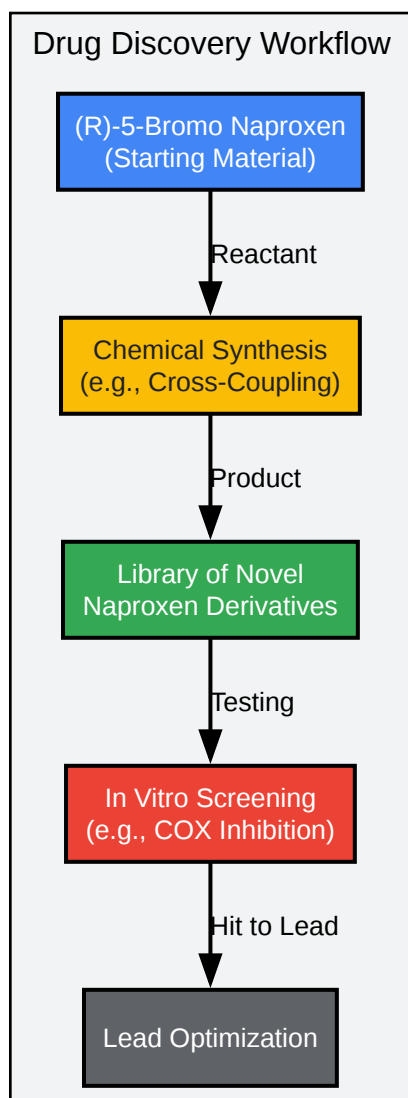 Drug Discovery Workflow
(R)-5-Bromo Naproxen
(Starting Material)
Reactant
Chemical Synthesis
(e.g., Cross-Coupling)
Product
Library of Novel
Naproxen Derivatives
Testing
In Vitro Screening
(e.g., COX Inhibition)
Hit to Lead
Lead Optimization